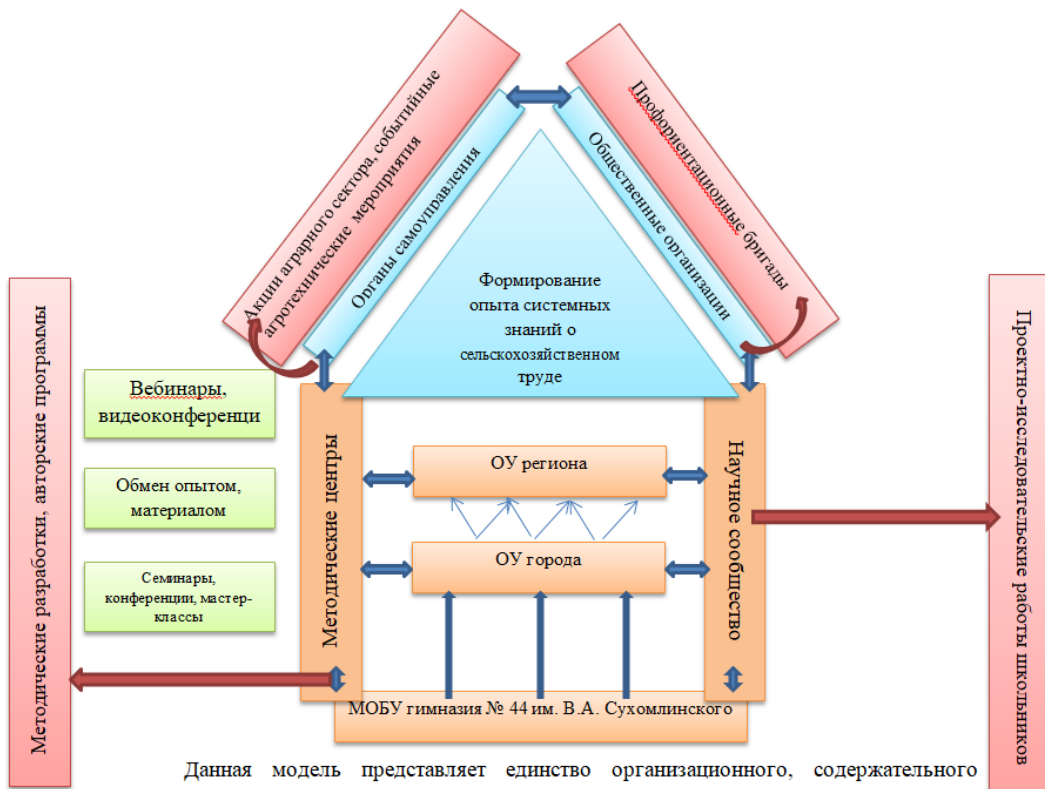 Акции аграрного сектора, событийные
агротехнические мероприятия
Органы самоуправления
Профориентационные бригады
Общественные организации
Формирование
опыта системных
знаний о
сельскохозяйственном
труде
Методические разработки, авторские программы
Вебинары,
видеоконференци
Обмен опытом,
материалом
Семинары,
конференции, мастер-
классы
Методические центры
ОУ региона
ОУ города
Научное сообщество
Проектно-исследовательские работы школьников
МОБУ гимназия № 44 им. В.А. Сухомлинского
Данная модель представляет единство организационного, содержательного